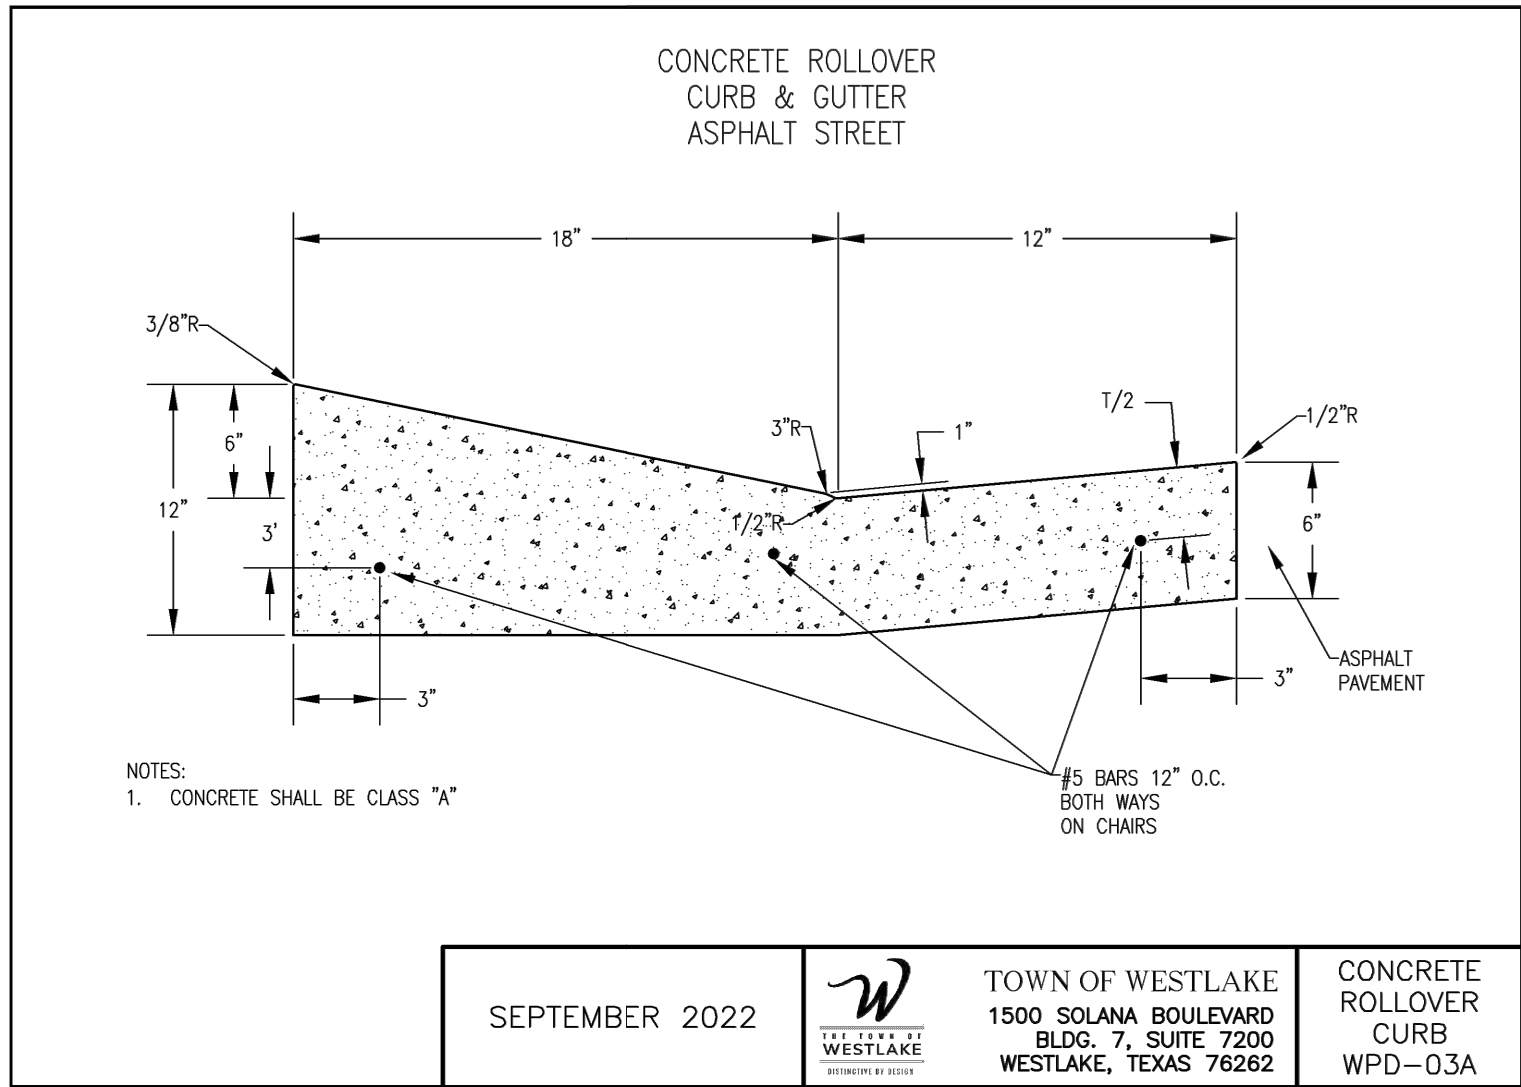 CONCRETE ROLLOVER
CURB & GUTTER
ASPHALT STREET
18"
12"
3/8"R
T/2
1/2"R
3"R
1"
6"
12"
3'
1/2"R
6"
3"
3"
ASPHALT
PAVEMENT
#5 BARS 12" O.C.
BOTH WAYS
ON CHAIRS
NOTES:
1. CONCRETE SHALL BE CLASS "A"
SEPTEMBER 2022
W
THE TOWN OF
WESTLAKE
DISTINCTIVE BY DESIGN
TOWN OF WESTLAKE
1500 SOLANA BOULEVARD
BLDG. 7, SUITE 7200
WESTLAKE, TEXAS 76262
CONCRETE
ROLLOVER
CURB
WPD-03A